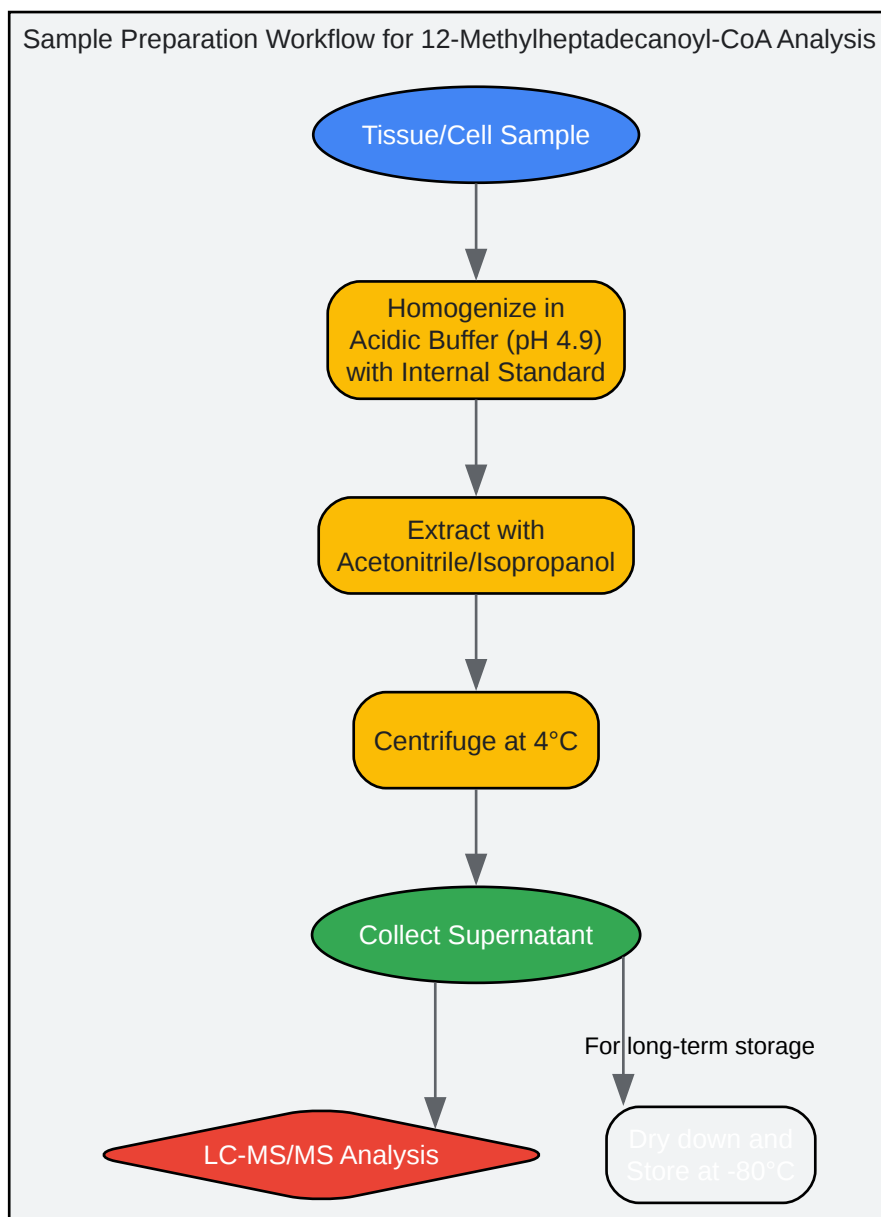 Sample Preparation Workflow for 12-Methylheptadecanoyl-CoA Analysis
Tissue/Cell Sample
Homogenize in
Acidic Buffer (pH 4.9)
with Internal Standard
Extract with
Acetonitrile/Isopropanol
Centrifuge at 4°C
Collect Supernatant
For long-term storage
LC-MS/MS Analysis
Dry down and
Store at -80°C